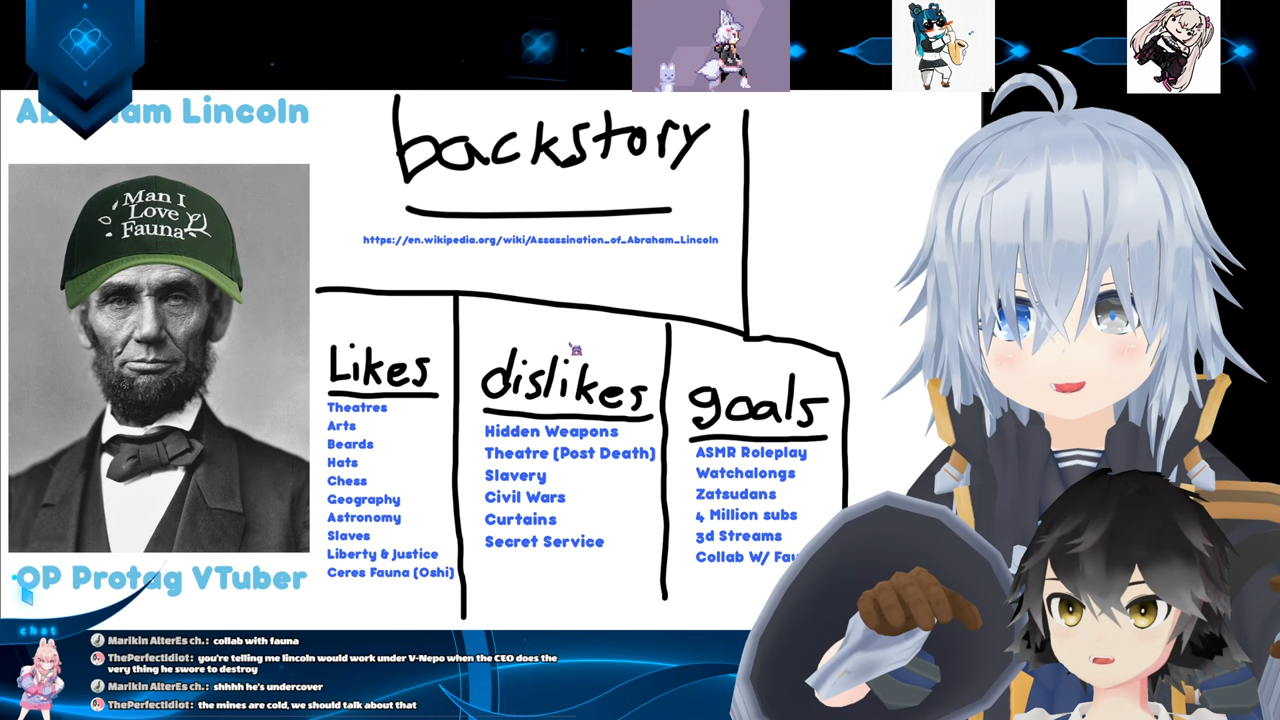 Abraham Lincoln
Man I
Love
Fauna
OP Protag VTuber
backstory
https://en.wikipedia.org/wiki/Assassination_of_Abraham_Lincoln
Likes
Theatres
Arts
Beards
Hats
Chess
Geography
Astronomy
Slaves
Liberty & Justice
Ceres Fauna (Oshi)
dislikes
Hidden Weapons
Theatre (Post Death)
Slavery
Civil Wars
Curtains
Secret Service
goals
ASMR Roleplay
Watchalongs
Zatsudans
4 Million subs
3d Streams
Collab W/ Fau
chat
Marikin AlterEs ch.: collab with fauna
ThePerfectIdiot: you're telling me lincoln would work under V-Nepo when the CEO does the
very thing he swore to destroy
Marikin AlterEs ch.: shhhh he's undercover
ThePerfectIdiot: the mines are cold, we should talk about that